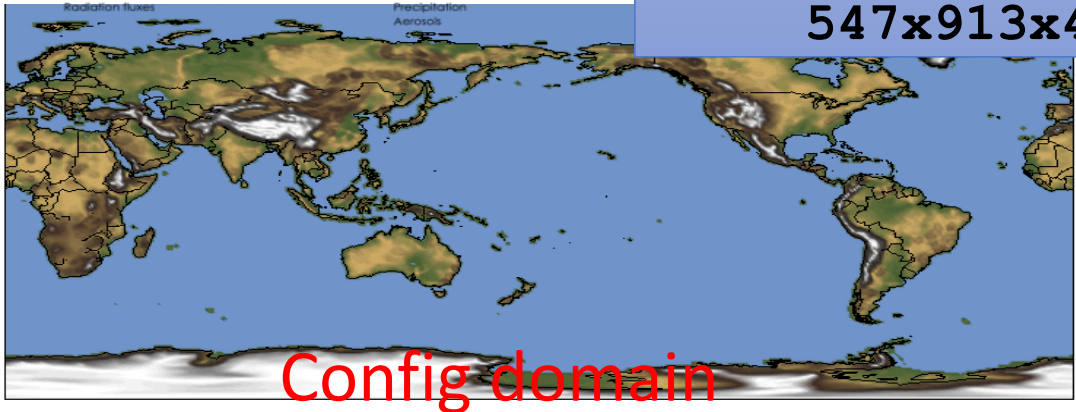 Radiation fluxes
Precipitation
Aerosols
547x913x4
Config domain